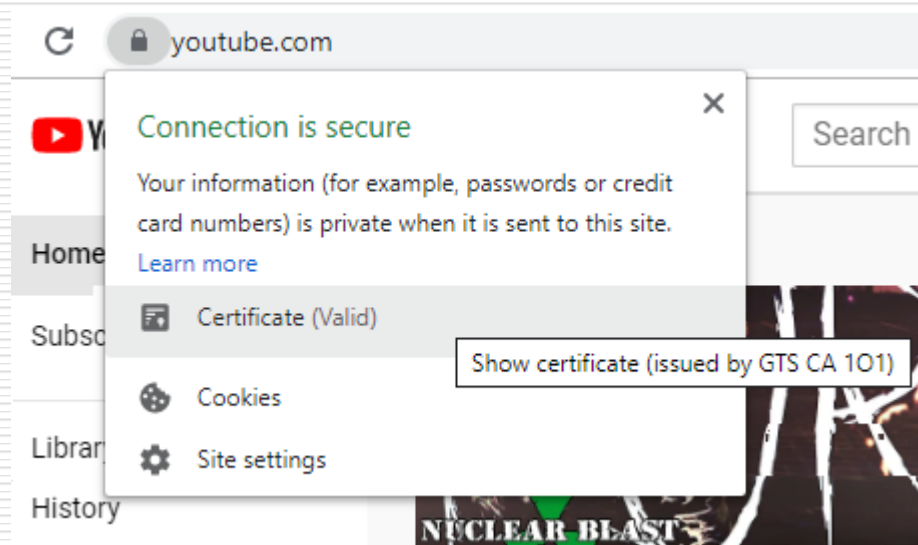 youtube.com
Connection is secure
Search
Your information (for example, passwords or credit
card numbers) is private when it is sent to this site.
Home
Learn more
Certificate (Valid)
Show certificate (issued by GTS CA 1O1)
Cookies
Site settings
History
NUCLEAR BLAST